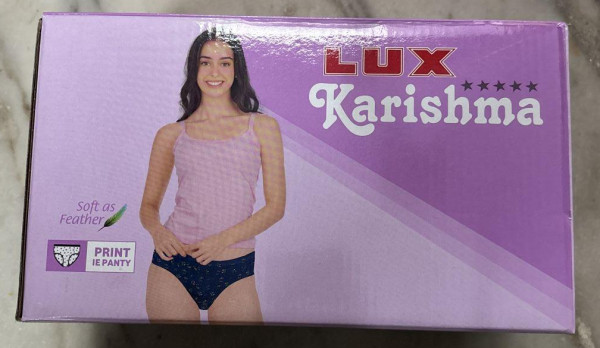 LUX
Karishma
Soft as
Feather
PRINT
IE PANTY